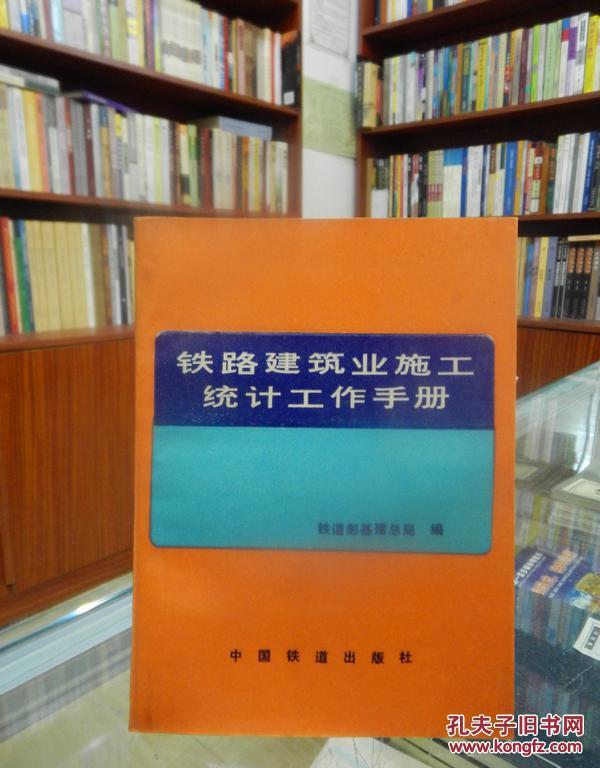 铁路建筑业施工
统计工作手册
铁道部基建总局 编
中国铁道出版社
孔夫子旧书网
www.kongfz.com